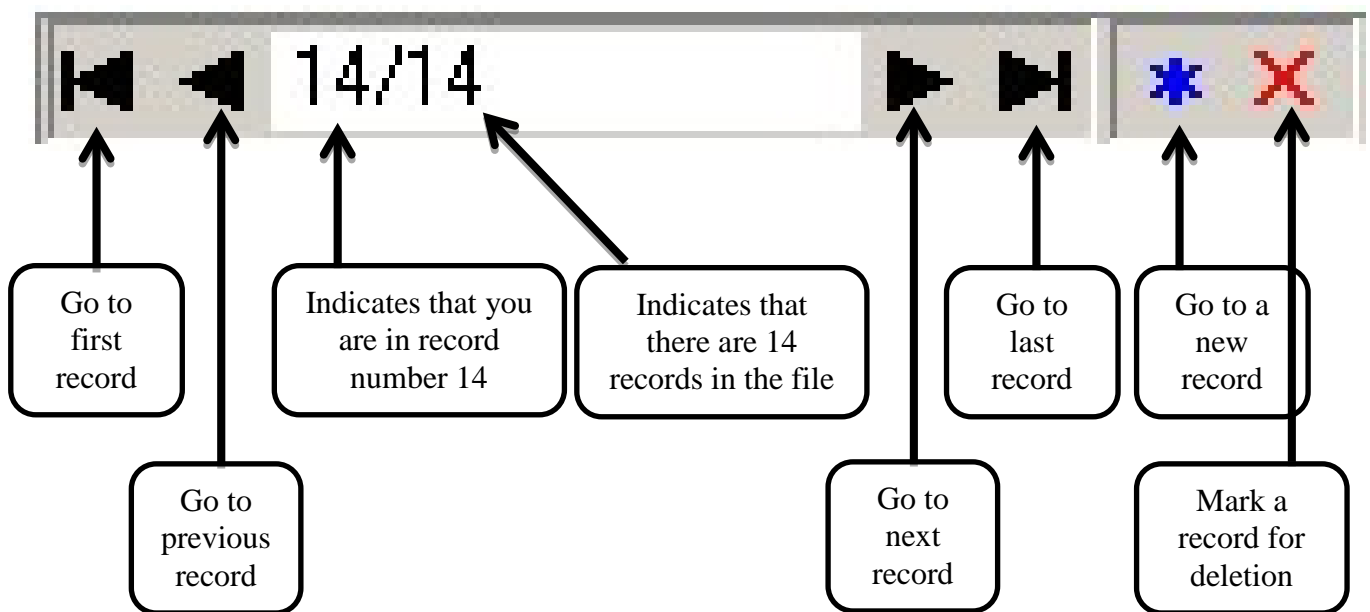 14/14
Go to
first
record
Indicates that you
are in record
number 14
Indicates that
there are 14
records in the file
Go to
last
record
Go to a
new
record
Go to
previous
record
Go to
next
record
Mark a
record for
deletion